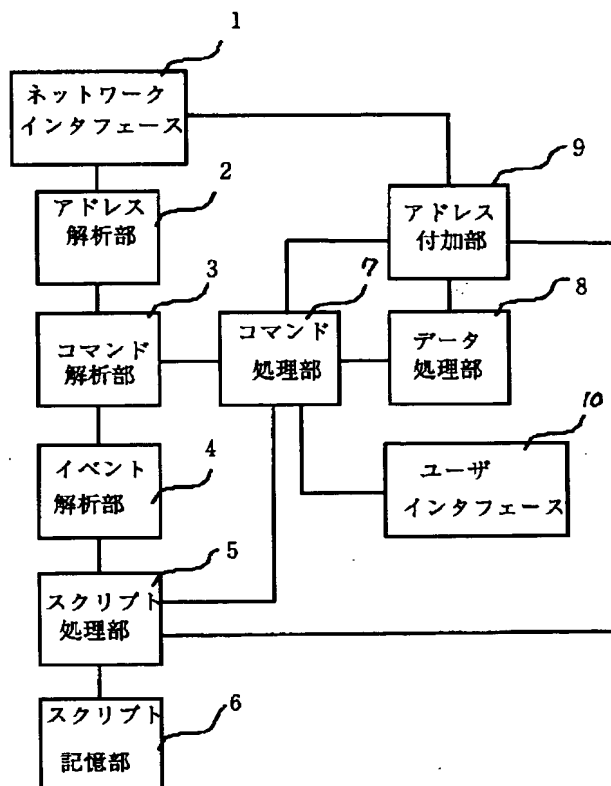 1
ネットワーク
インタフェース
2
アドレス
解析部
9
アドレス
付加部
3
コマンド
解析部
7
コマンド
処理部
8
データ
処理部
4
イベント
解析部
10
ユーザ
インタフェース
5
スクリプト
処理部
6
スクリプト
記憶部